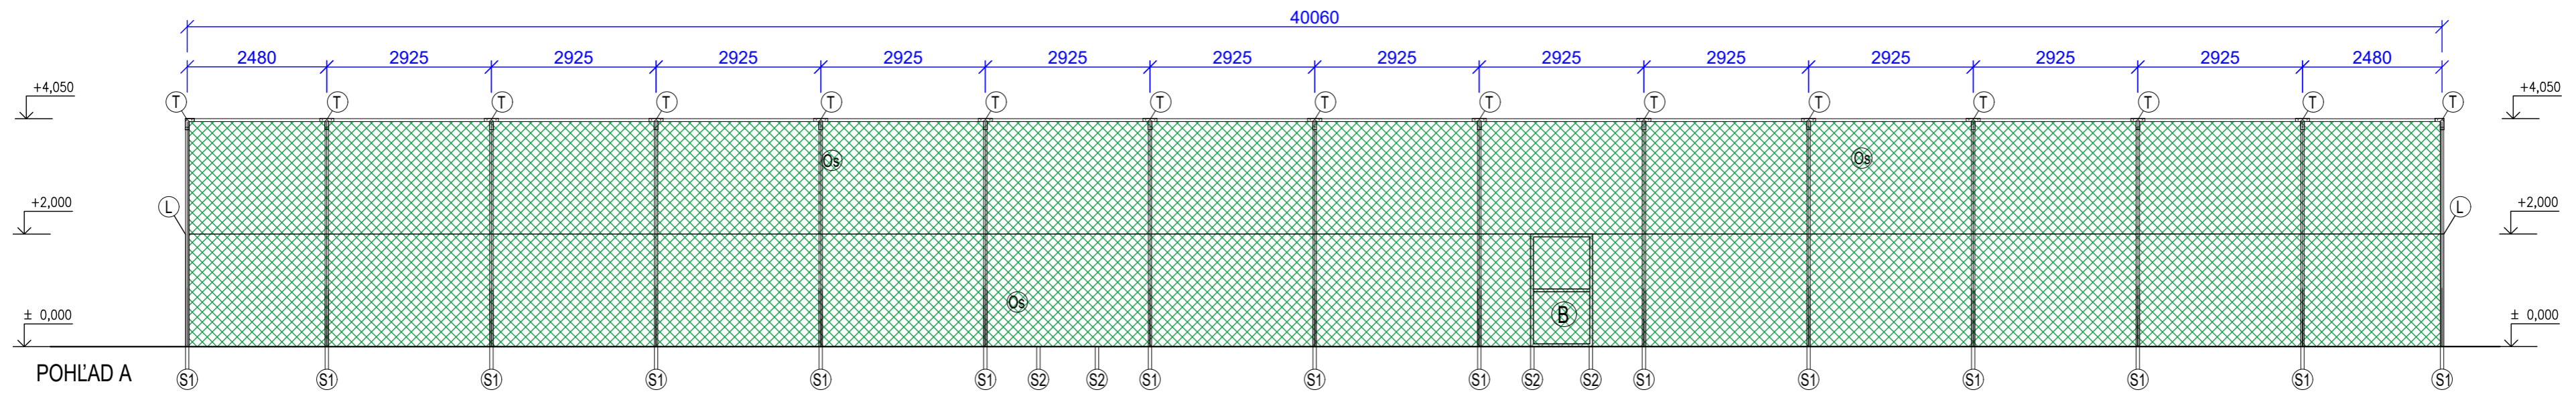 40060
2480 2925 2925 2925 2925 2925 2925 2925 2925 2925 2925 2925 2925 2480
+4,050 +4,050
T T T T T T T T T T T T T T T
Os Os
L +2,000 L +2,000
Os B
± 0,000 ± 0,000
POHĽAD A
S1 S1 S1 S1 S1 S1 S2 S2 S1 S1 S1 S2 S2 S1 S1 S1 S1 S1 S1